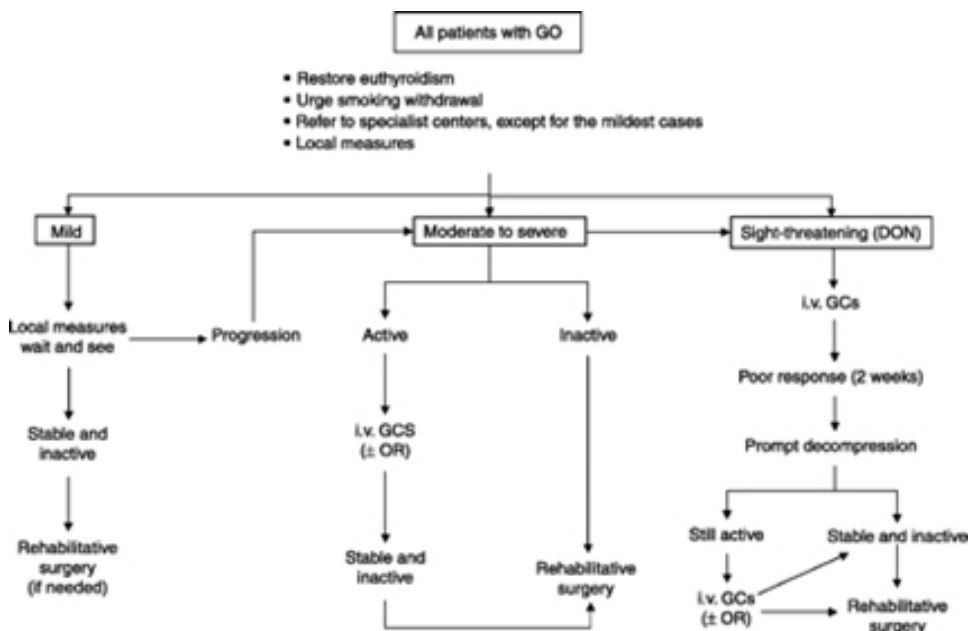 All patients with GO
• Restore euthyroidism
• Urge smoking withdrawal
• Refer to specialist centers, except for the mildest cases
• Local measures
Mild
Moderate to severe
Sight-threatening (DON)
Local measures
wait and see
Progression
Active
Inactive
i.v. GCs
Poor response (2 weeks)
Stable and
inactive
i.v. GCS
(± OR)
Prompt decompression
Rehabilitative
surgery
(if needed)
Stable and
inactive
Rehabilitative
surgery
Still active
Stable and inactive
i.v. GCs
(± OR)
Rehabilitative
surgery